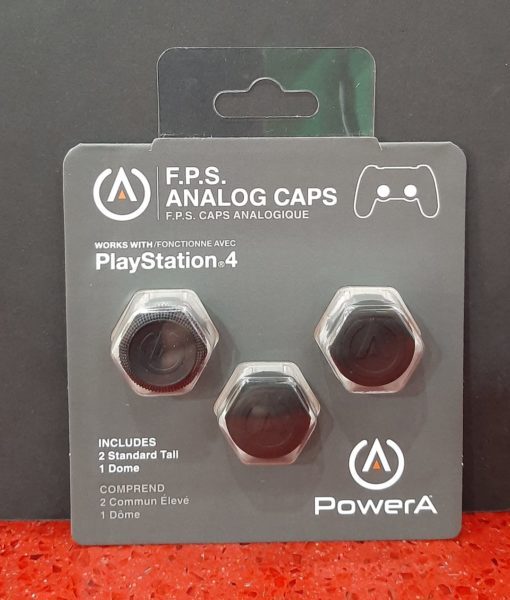 F.P.S.
ANALOG CAPS
F.P.S. CAPS ANALOGIQUE
WORKS WITH/FONCTIONNE AVEC
PlayStation®4
INCLUDES
2 Standard Tall
1 Dome
COMPREND
2 Commun Élevé
1 Dôme
PowerA